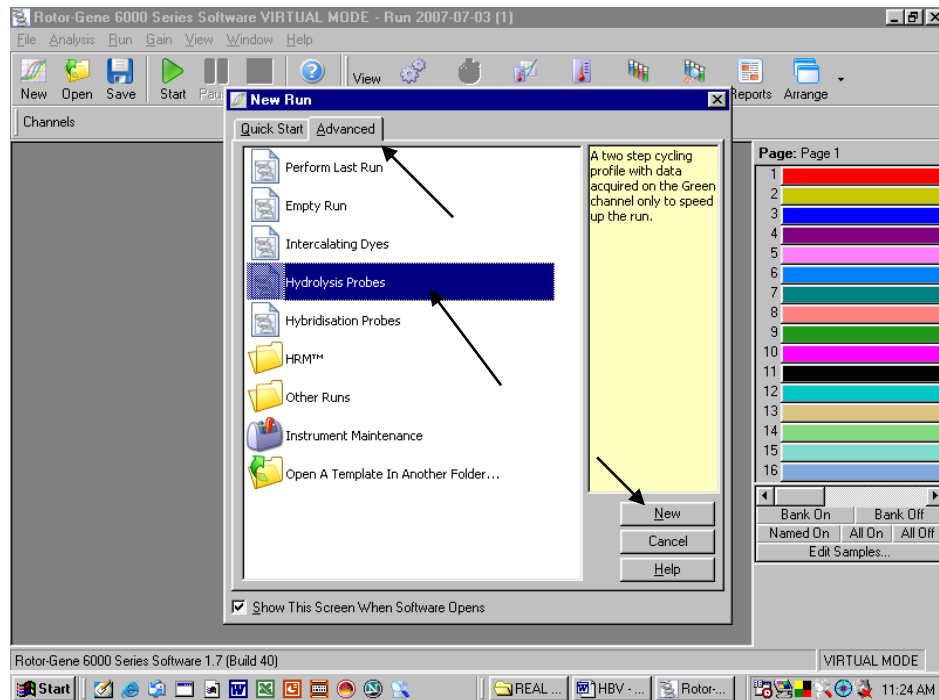 Rotor-Gene 6000 Series Software VIRTUAL MODE - Run 2007-07-03 (1)
File Analysis Run Gain View Window Help
New Open Save Start View Reports Arrange
Channels
New Run
Quick Start Advanced
Perform Last Run
Empty Run
Intercalating Dyes
Hydrolysis Probes
Hybridisation Probes
HRM™
Other Runs
Instrument Maintenance
Open A Template In Another Folder...
A two step cycling
profile with data
acquired on the Green
channel only to speed
up the run.
New
Cancel
Help
Show This Screen When Software Opens
Page: Page 1
1
2
3
4
5
6
7
8
9
10
11
12
13
14
15
16
Bank On Bank Off
Named On All On All Off
Edit Samples...
Rotor-Gene 6000 Series Software 1.7 (Build 40) VIRTUAL MODE
Start REAL ... HBV - ... Rotor-... 11:24 AM